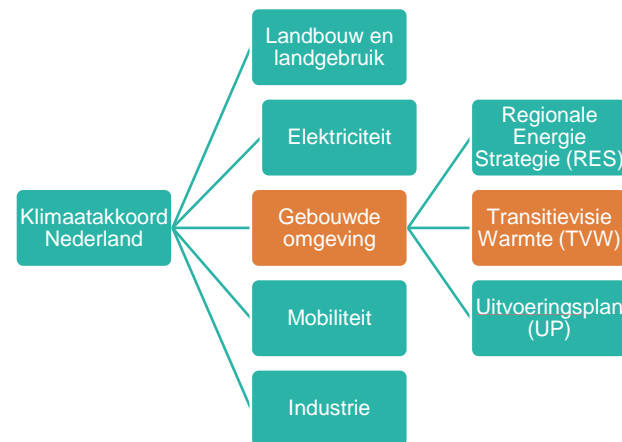 Landbouw en
landgebruik
Elektriciteit
Regionale
Energie
Strategie (RES)
Klimaatakkoord
Nederland
Gebouwde
omgeving
Transitievisie
Warmte (TVW)
Mobiliteit
Uitvoeringsplan
(UP)
Industrie